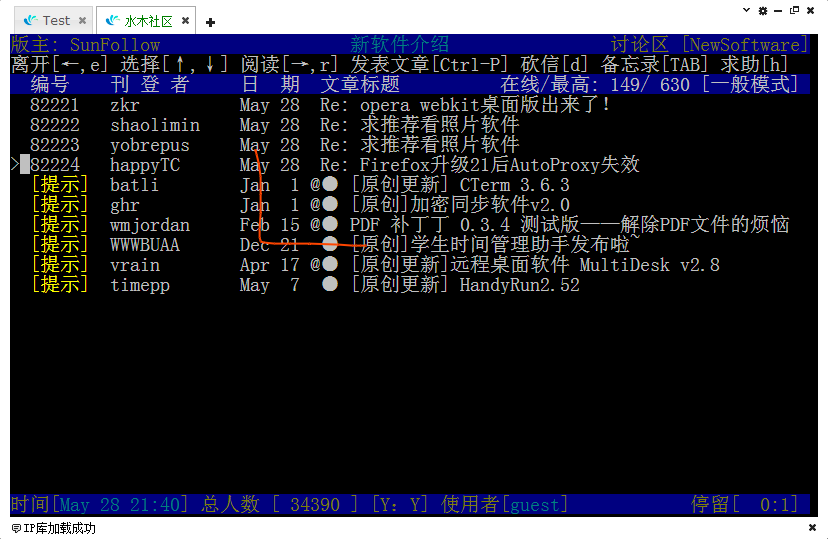 Test 水木社区
版主: SunFollow 新软件介绍 讨论区 [NewSoftware]
离开[←,e] 选择[↑,↓] 阅读[→,r] 发表文章[Ctrl-P] 砍信[d] 备忘录[TAB] 求助[h]
编号 刊 登 者 日 期 文章标题 在线/最高: 149/ 630 [一般模式]
82221 zkr May 28 Re: opera webkit桌面版出来了!
82222 shaolimin May 28 Re: 求推荐看照片软件
82223 yobrepus May 28 Re: 求推荐看照片软件
> 82224 happyTC May 28 Re: Firefox升级21后AutoProxy失效
[提示] batli Jan 1 @● [原创更新] CTerm 3.6.3
[提示] ghr Jan 1 @● [原创]加密同步软件v2.0
[提示] wmjordan Feb 15 @● PDF 补丁丁 0.3.4 测试版——解除PDF文件的烦恼
[提示] WWWBUAA Dec 21 ● [原创]学生时间管理助手发布啦~
[提示] vrain Apr 17 @● [原创更新]远程桌面软件 MultiDesk v2.8
[提示] timepp May 7 ● [原创更新] HandyRun2.52
时间[May 28 21:40] 总人数 [ 34390 ] [Y: Y] 使用者[guest] 停留[ 0:1]
IP库加载成功